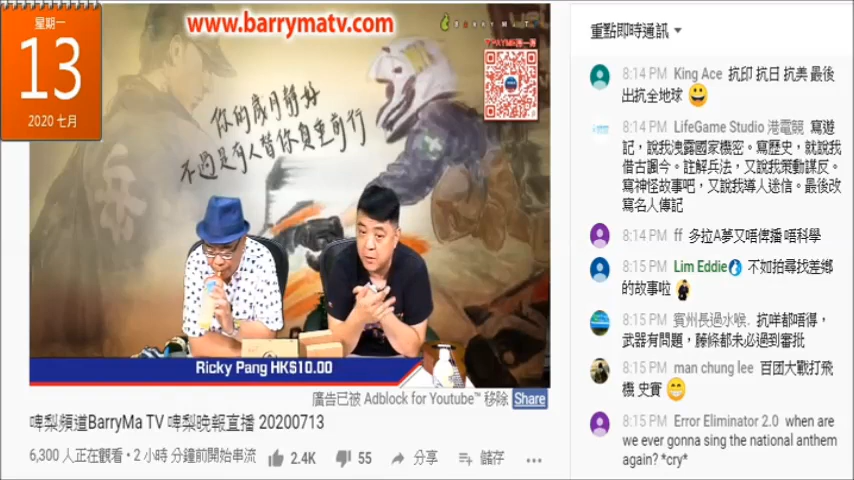 星期一
13
2020 七月
www.barrymatv.com
BARRYMATV
PAYME
你的歲月靜好
不過是有人替你負重前行
Ricky Pang HK$10.00
廣告已被 Adblock for Youtube™ 移除 Share
啤梨頻道BarryMa TV 啤梨晚報直播 20200713
6,300 人正在觀看 • 2 小時 分鐘前開始串流 2.4K 55 分享 儲存
重點即時通訊
8:14 PM King Ace 抗印 抗日 抗美 最後
出抗全地球 😀
8:14 PM LifeGame Studio 港電競 寫遊
記，說我洩露國家機密。寫歷史，就說我
借古諷今。註解兵法，又說我策動謀反。
寫神怪故事吧，又說我導人迷信。最後改
寫名人傳記
8:14 PM ff 多拉A夢又唔俾播 唔科學
8:15 PM Lim Eddie 不如拍尋找差鄉
的故事啦
8:15 PM 賓州長過水喉. 抗咩都唔得，
武器有問題，藤條都未必過到審批
8:15 PM man chung lee 百团大戰打飛
機 史實 😁
8:15 PM Error Eliminator 2.0 when are
we ever gonna sing the national anthem
again? *cry*